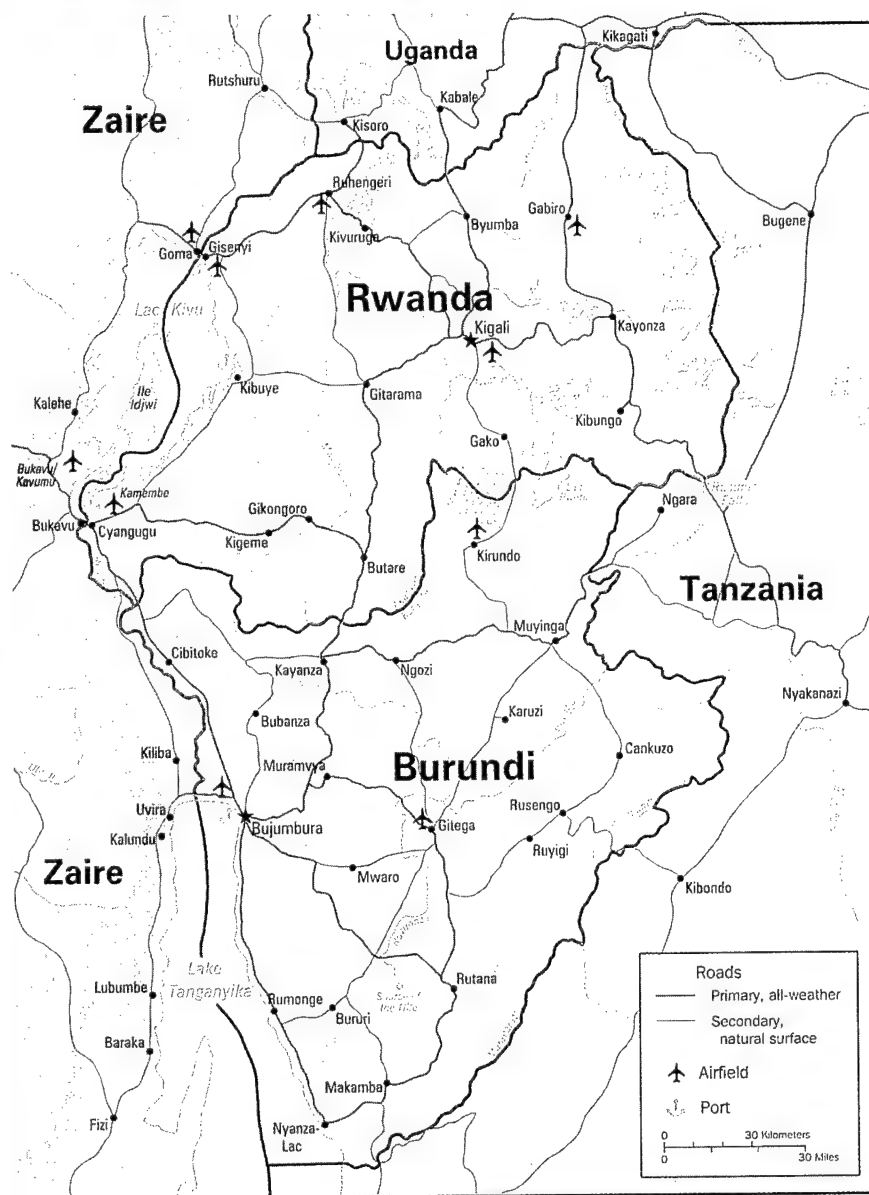 Kikagati
Uganda
Rutshuru
Kabale
Zaire
Kisoro
Ruhengeri
Gabiro
Byumba
Bugene
Kivuruga
Goma
Gisenyi
Rwanda
Lac Kivu
Kigali
Kayonza
Ile
Idjwi
Kibuye
Gitarama
Kalehe
Kibungo
Gako
Bukavu/
Kavumu
Kamembe
Gikongoro
Ngara
Bukavu
Cyangugu
Kigeme
Kirundo
Butare
Tanzania
Muyinga
Cibitoke
Kayanza
Ngozi
Nyakanazi
Karuzi
Bubanza
Cankuzo
Kiliba
Muramvya
Burundi
Rusengo
Uvira
Bujumbura
Gitega
Kalundu
Ruyigi
Zaire
Mwaro
Kibondo
Lake
Tanganyika
Rutana
Source of
the Nile
Lubumbe
Rumonge
Bururi
Baraka
Makamba
Fizi
Nyanza-
Lac
Roads
Primary, all-weather
Secondary,
natural surface
Airfield
Port
0 30 Kilometers
0 30 Miles